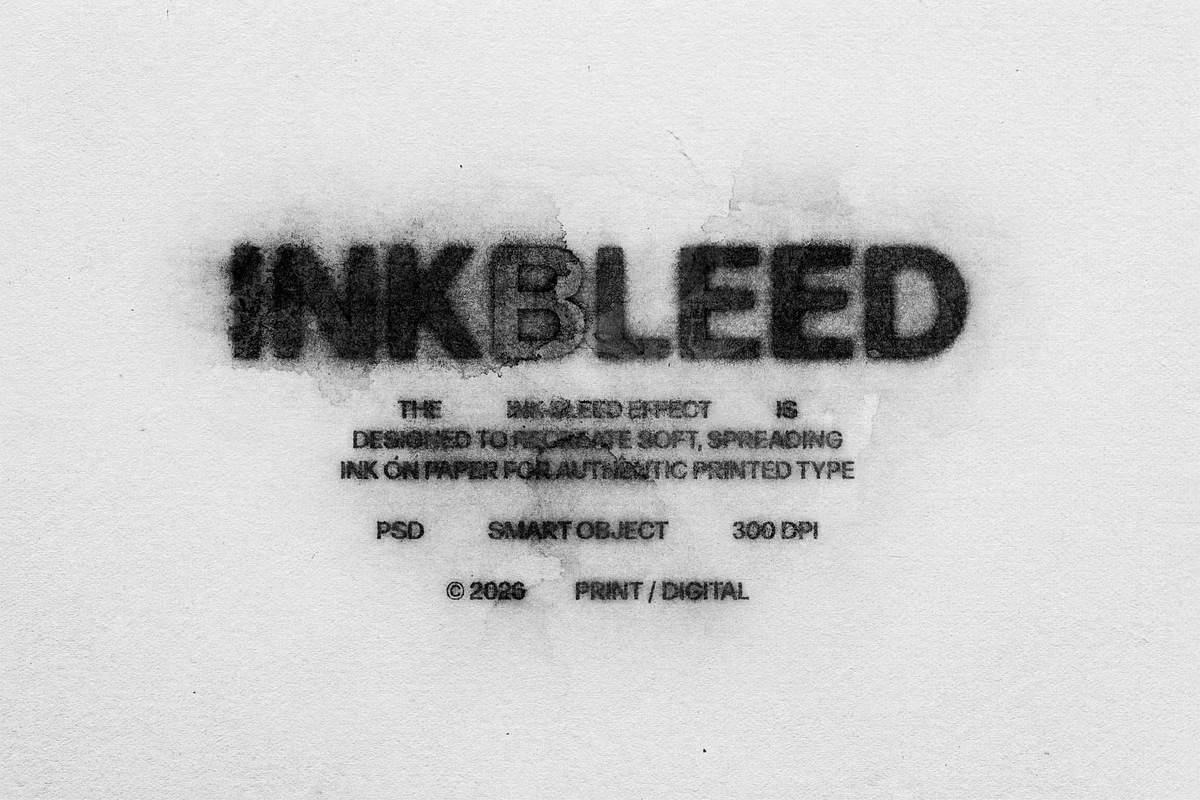 INKBLEED
THE INK-BLEED EFFECT IS
DESIGNED TO RECREATE SOFT, SPREADING
INK ON PAPER FOR AUTHENTIC PRINTED TYPE
PSD SMART OBJECT 300 DPI
© 2026 PRINT / DIGITAL